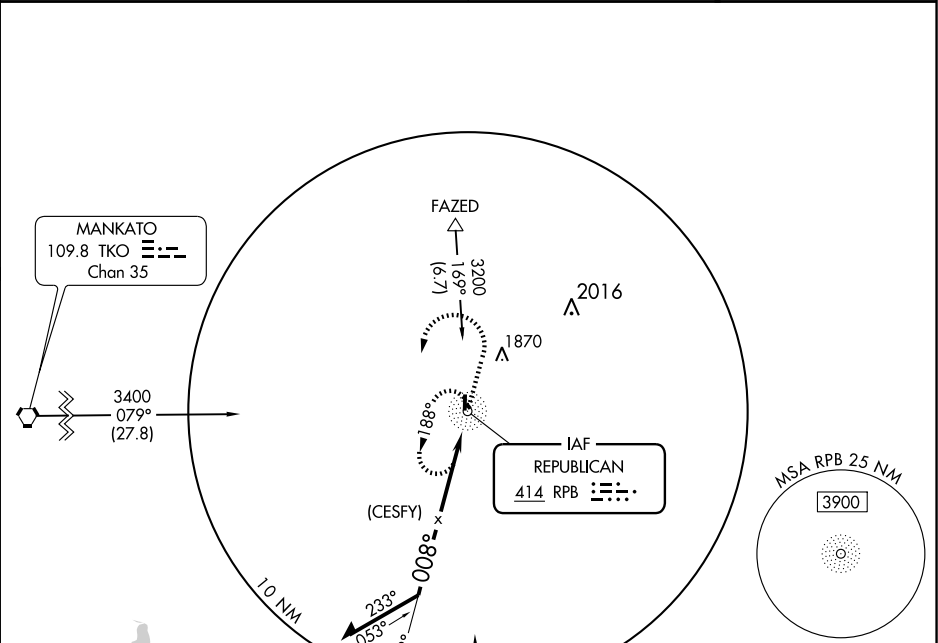 FAZED
MANKATO
109.8 TKO
Chan 35
3200
169°
(6.7)
2016
1870
3400
079°
(27.8)
188°
IAF
REPUBLICAN
414 RPB
MSA RPB 25 NM
3900
(CESFY)
x
008°
10 NM
233°
053°